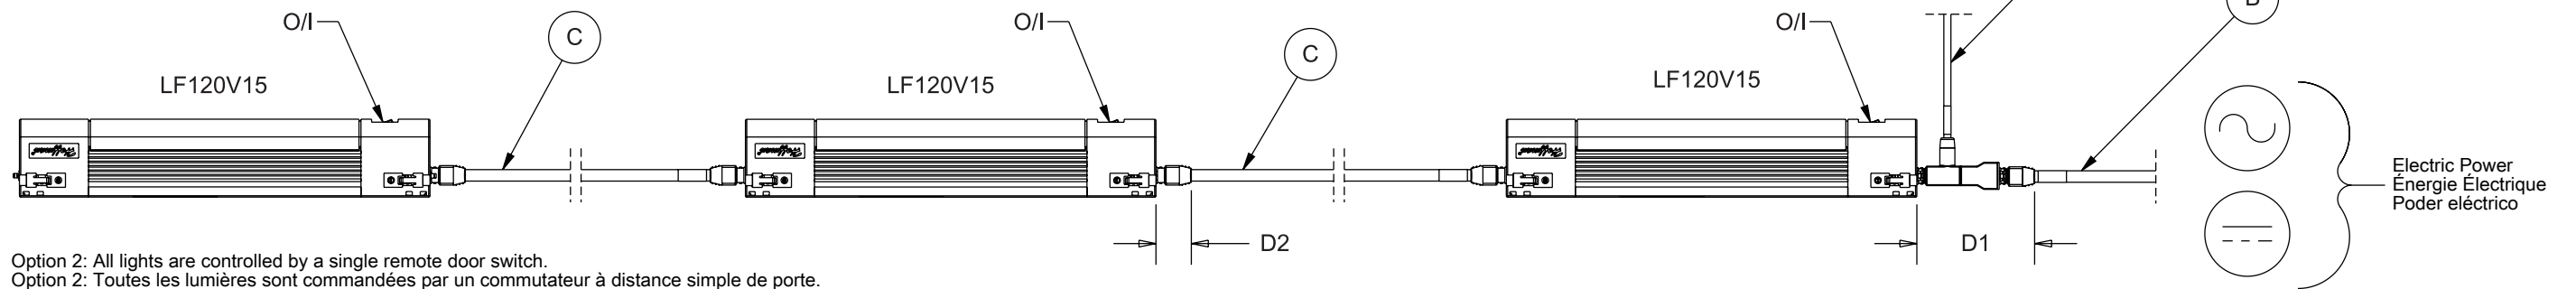 O/I
C
LF120V15
O/I
C
LF120V15
O/I
LF120V15
B
Electric Power
Énergie Électrique
Poder eléctrico
D2
D1
Option 2: All lights are controlled by a single remote door switch.
Option 2: Toutes les lumières sont commandées par un commutateur à distance simple de porte.